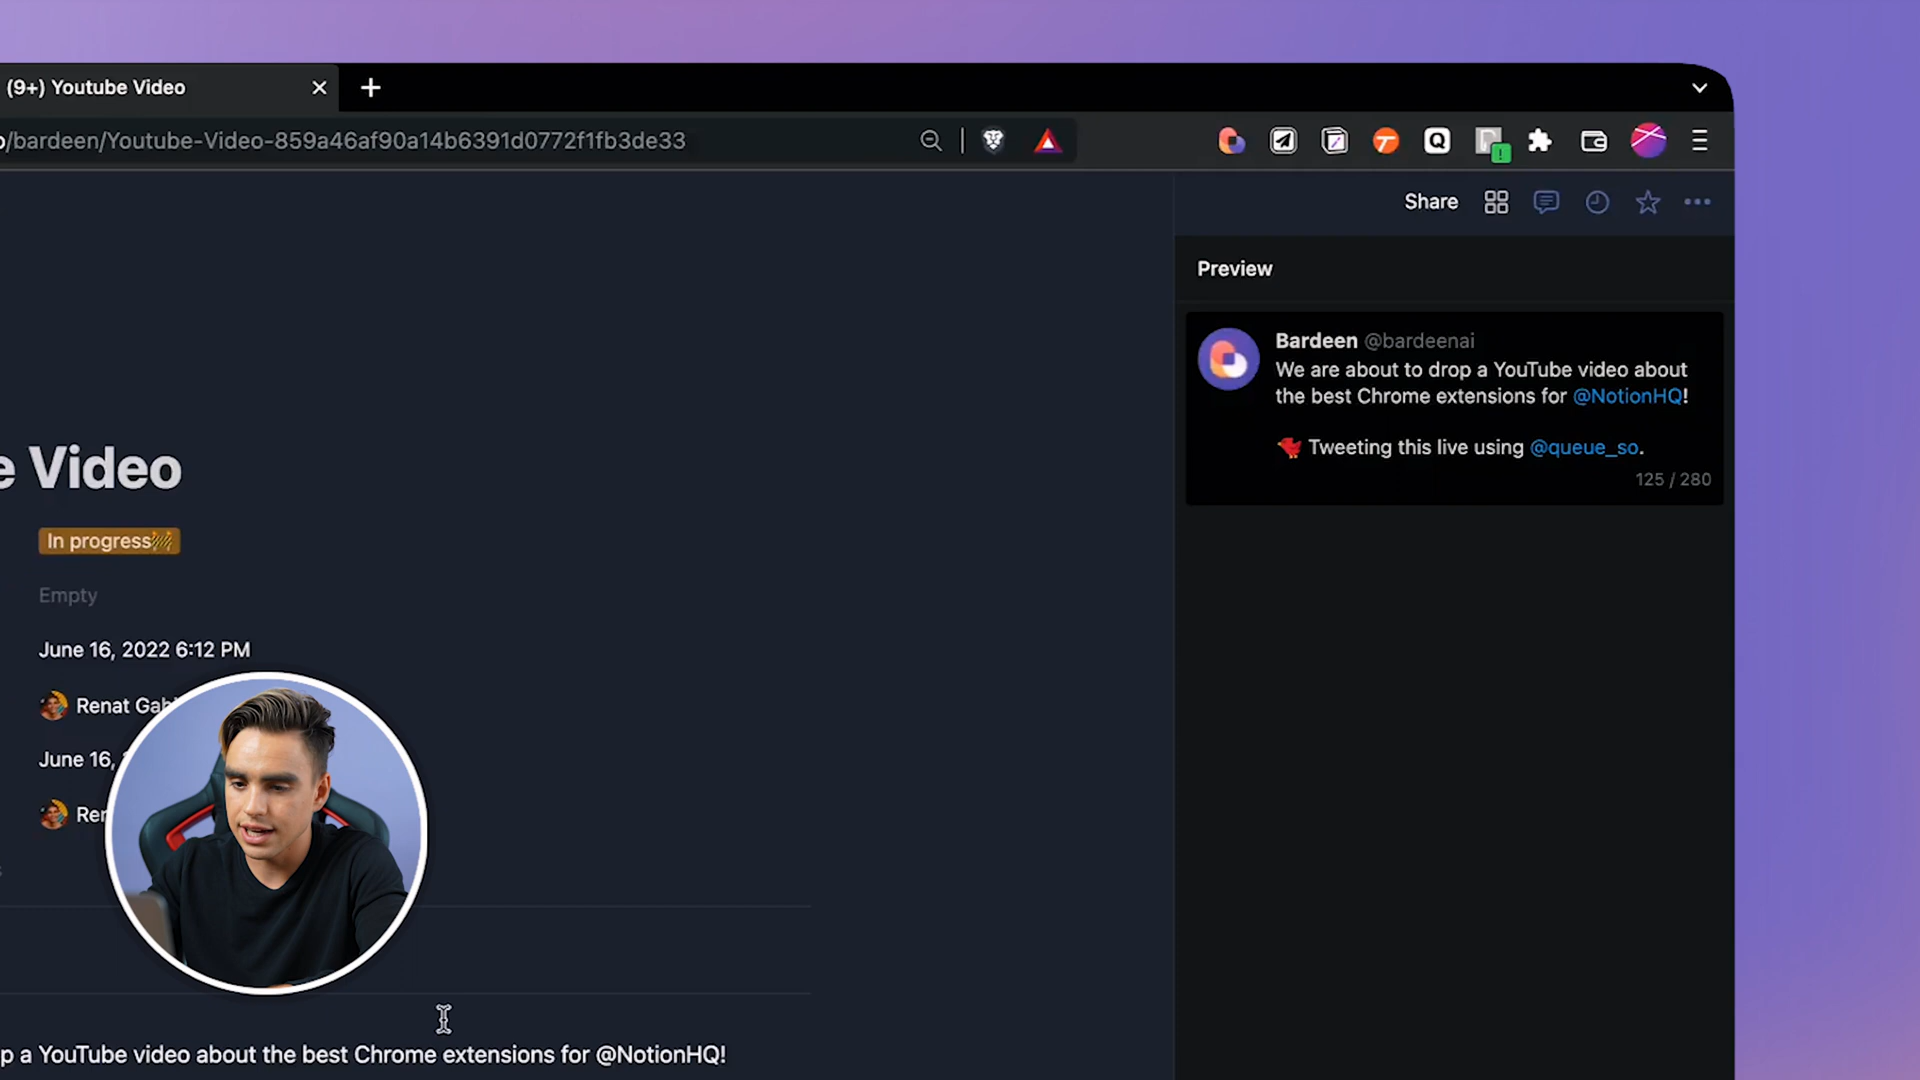 (9+) Youtube Video
/bardeen/Youtube-Video-859a46af90a14b6391d0772f1fb3de33
Share
Preview
Bardeen @bardeenai
We are about to drop a YouTube video about
the best Chrome extensions for @NotionHQ!
Tweeting this live using @queue_so.
125 / 280
Video
In progress
Empty
June 16, 2022 6:12 PM
Renat
June 16,
p a YouTube video about the best Chrome extensions for @NotionHQ!